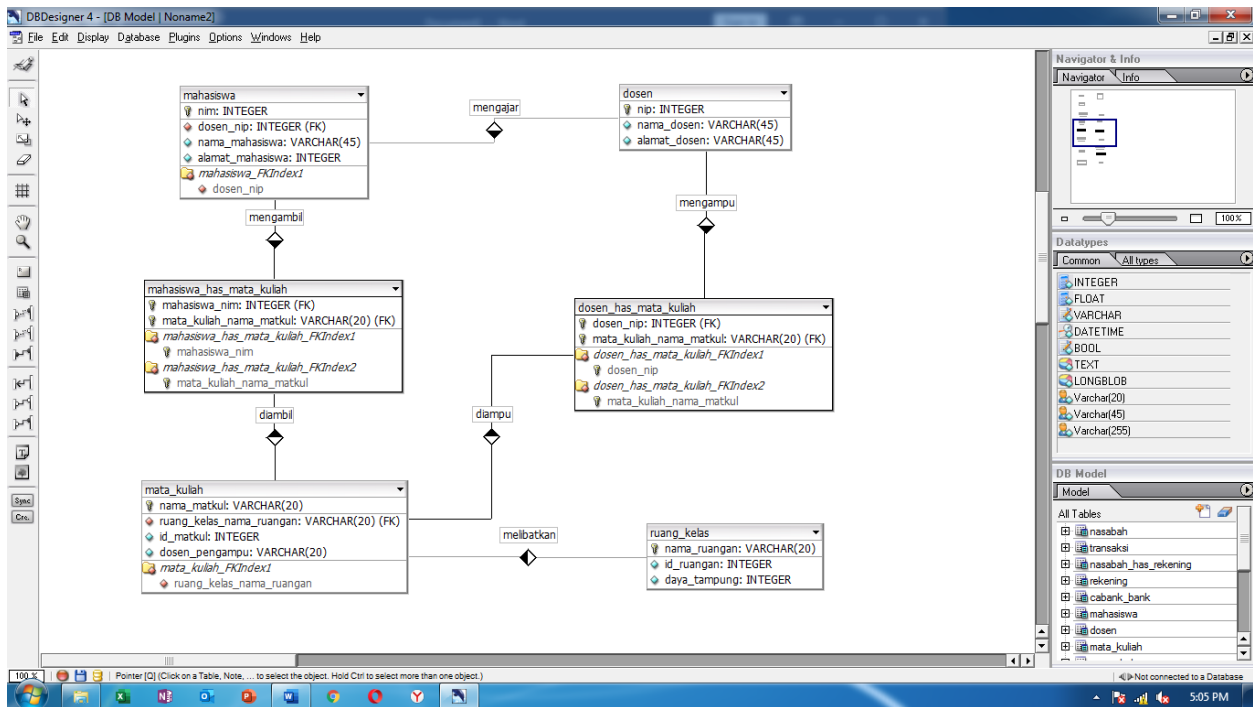 DBDesigner 4 - [DB Model | Noname2]
File Edit Display Database Plugins Options Windows Help
mahasiswa
nim: INTEGER
dosen_nip: INTEGER (FK)
nama_mahasiswa: VARCHAR(45)
alamat_mahasiswa: INTEGER
mahasiswa_FKIndex1
dosen_nip
mengajar
dosen
nip: INTEGER
nama_dosen: VARCHAR(45)
alamat_dosen: VARCHAR(45)
mengambil
mengampu
mahasiswa_has_mata_kuliah
mahasiswa_nim: INTEGER (FK)
mata_kuliah_nama_matkul: VARCHAR(20) (FK)
mahasiswa_has_mata_kuliah_FKIndex1
mahasiswa_nim
mahasiswa_has_mata_kuliah_FKIndex2
mata_kuliah_nama_matkul
dosen_has_mata_kuliah
dosen_nip: INTEGER (FK)
mata_kuliah_nama_matkul: VARCHAR(20) (FK)
dosen_has_mata_kuliah_FKIndex1
dosen_nip
dosen_has_mata_kuliah_FKIndex2
mata_kuliah_nama_matkul
diambil
diampu
mata_kuliah
nama_matkul: VARCHAR(20)
ruang_kelas_nama_ruangan: VARCHAR(20) (FK)
id_matkul: INTEGER
dosen_pengampu: VARCHAR(20)
mata_kuliah_FKIndex1
ruang_kelas_nama_ruangan
melibatkan
ruang_kelas
nama_ruangan: VARCHAR(20)
id_ruangan: INTEGER
daya_tampung: INTEGER
Navigator & Info
Navigator Info
100%
Datatypes
Common All types
INTEGER
FLOAT
VARCHAR
DATETIME
BOOL
TEXT
LONGBLOB
Varchar(20)
Varchar(45)
Varchar(255)
DB Model
Model
All Tables
nasabah
transaksi
nasabah_has_rekening
rekening
cabank_bank
mahasiswa
dosen
mata_kuliah
Sync
Cre.
100 % Pointer [Q] (Click on a Table, Note, ... to select the object. Hold Ctrl to select more than one object.) Not connected to a Database
5:05 PM